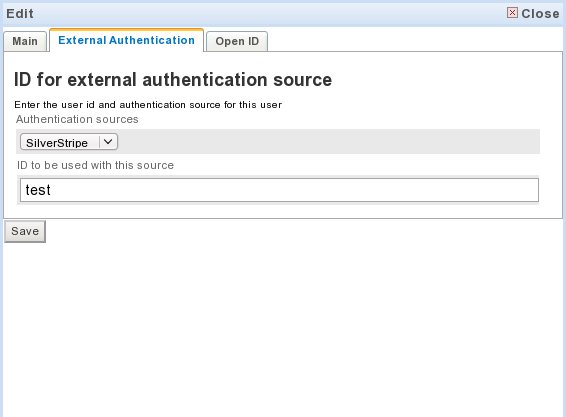 Edit Close
Main External Authentication Open ID
ID for external authentication source
Enter the user id and authentication source for this user
Authentication sources
SilverStripe
ID to be used with this source
test
Save